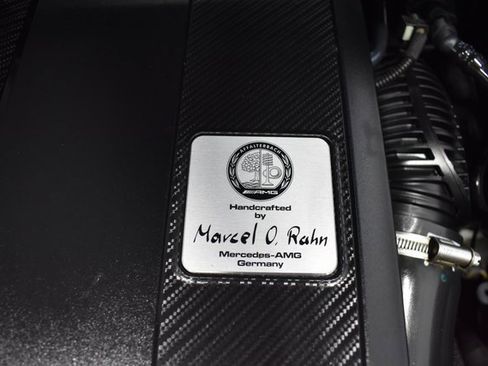 AFFALTERBACH
AMG
Handcrafted
by
Marcel O. Rahn
Mercedes-AMG
Germany